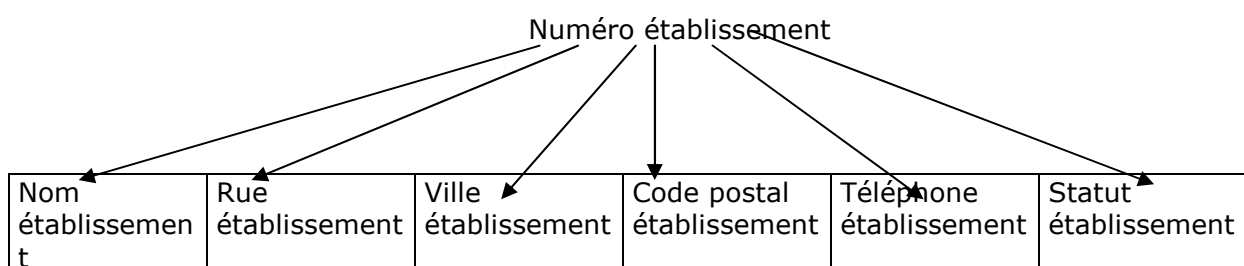 Numéro établissement
Nom établissemen t
Rue établissement
Ville établissement
Code postal établissement
Téléphone établissement
Statut établissement